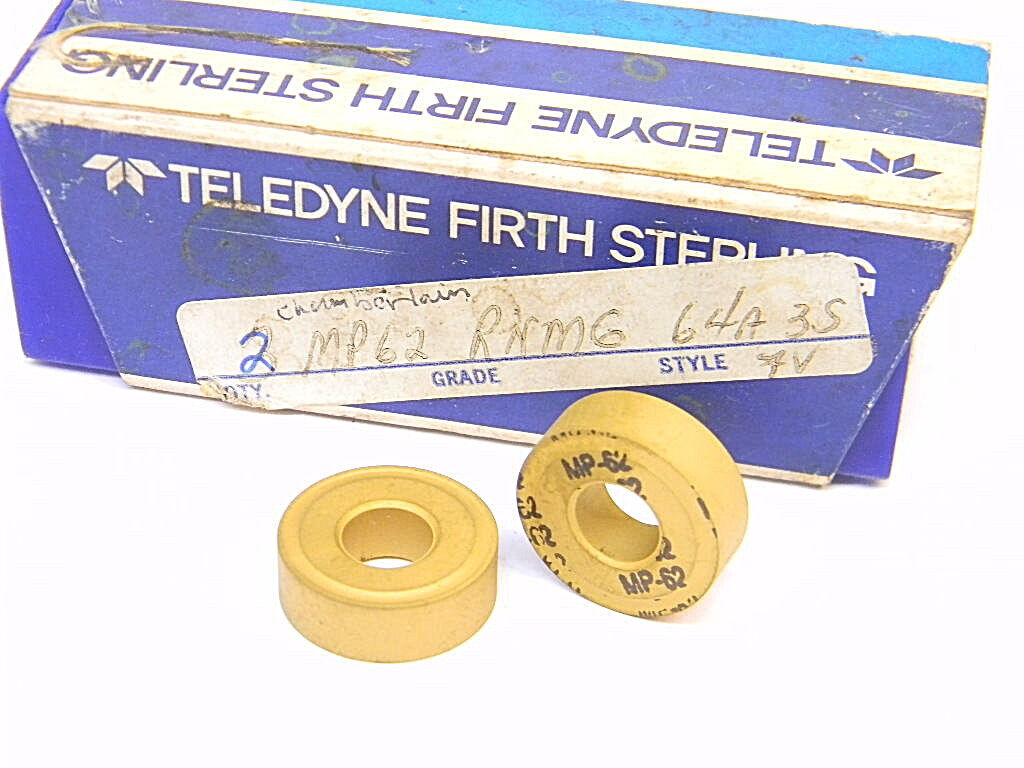 TELEDYNE FIRTH STERLING
TELEDYNE FIRTH STERLING
Chamberlain
2 MP62 RNMG 64A 3S
QTY. GRADE STYLE 7V
MP-62
62
MP-62
62
62